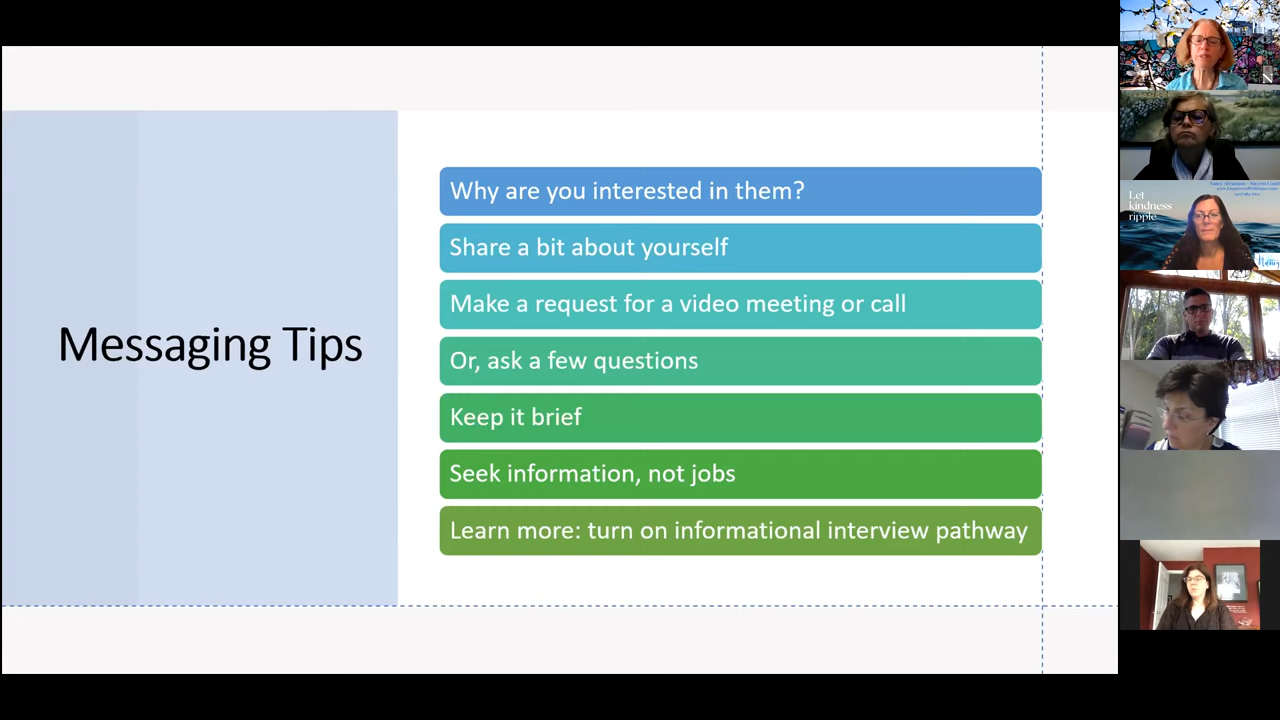 Messaging Tips
Why are you interested in them?
Share a bit about yourself
Make a request for a video meeting or call
Or, ask a few questions
Keep it brief
Seek information, not jobs
Learn more: turn on informational interview pathway
N
Let
kindness
ripple